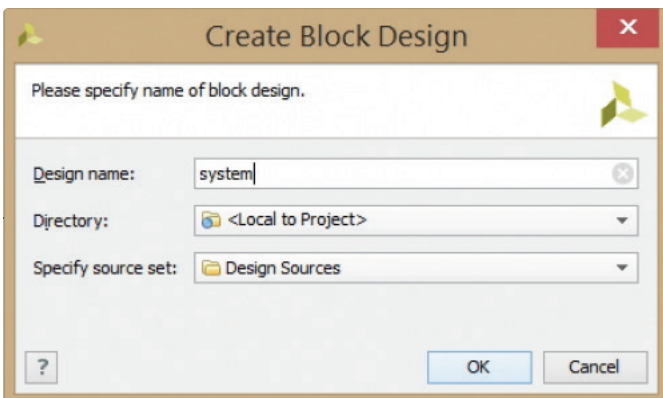 Create Block Design
Please specify name of block design.
Design name: system
Directory: <Local to Project>
Specify source set: Design Sources
? OK Cancel